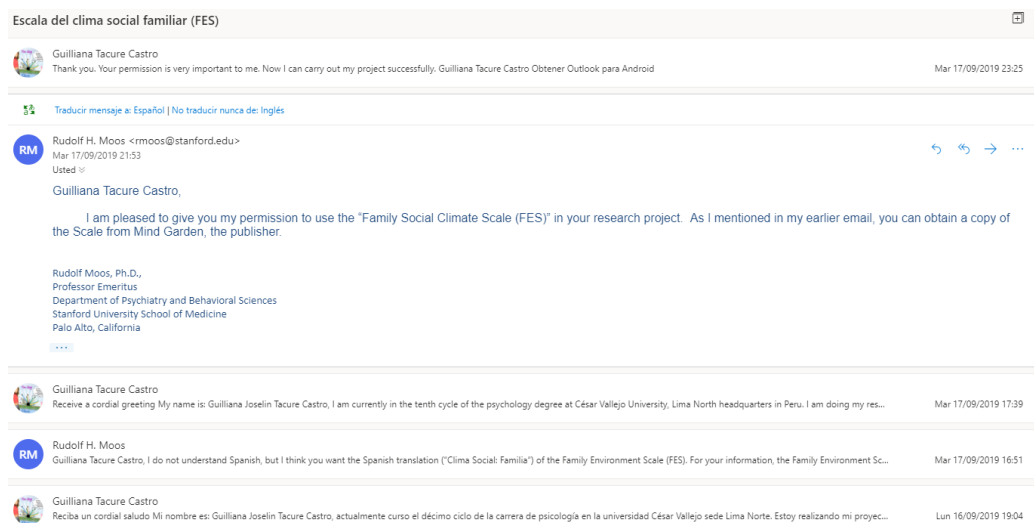 Escala del clima social familiar (FES)
Guilliana Tacure Castro
Thank you. Your permission is very important to me. Now I can carry out my project successfully. Guilliana Tacure Castro Obtener Outlook para Android
Mar 17/09/2019 23:25
Traducir mensaje a: Español | No traducir nunca de: Inglés
RM
Rudolf H. Moos <rmoos@stanford.edu>
Mar 17/09/2019 21:53
Usted
Guilliana Tacure Castro,
I am pleased to give you my permission to use the "Family Social Climate Scale (FES)" in your research project. As I mentioned in my earlier email, you can obtain a copy of
the Scale from Mind Garden, the publisher.
Rudolf Moos, Ph.D.,
Professor Emeritus
Department of Psychiatry and Behavioral Sciences
Stanford University School of Medicine
Palo Alto, California
...
Guilliana Tacure Castro
Receive a cordial greeting My name is: Guilliana Joselin Tacure Castro, I am currently in the tenth cycle of the psychology degree at César Vallejo University, Lima North headquarters in Peru. I am doing my res...
Mar 17/09/2019 17:39
RM
Rudolf H. Moos
Guilliana Tacure Castro, I do not understand Spanish, but I think you want the Spanish translation ("Clima Social: Familia") of the Family Environment Scale (FES). For your information, the Family Environment Sc...
Mar 17/09/2019 16:51
Guilliana Tacure Castro
Reciba un cordial saludo Mi nombre es: Guilliana Joselin Tacure Castro, actualmente curso el décimo ciclo de la carrera de psicología en la universidad César Vallejo sede Lima Norte. Estoy realizando mi proyec...
Lun 16/09/2019 19:04